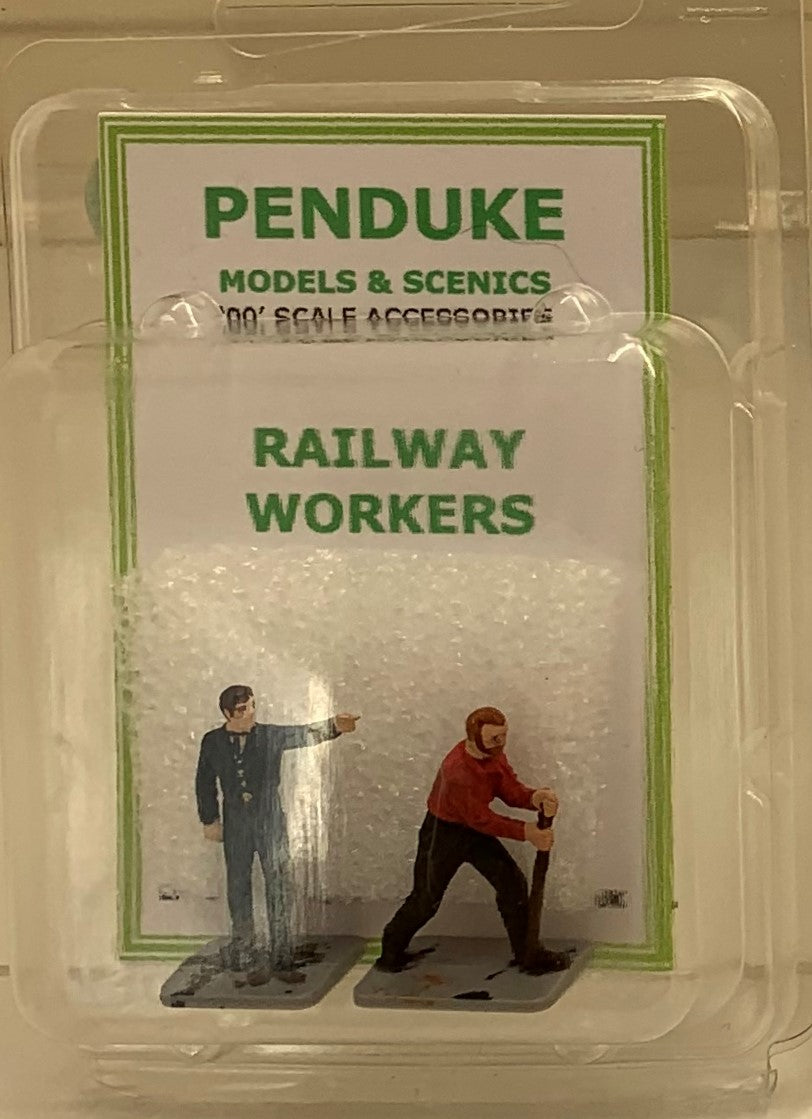 PENDUKE
MODELS & SCENICS
'00' SCALE ACCESSORIES
RAILWAY
WORKERS